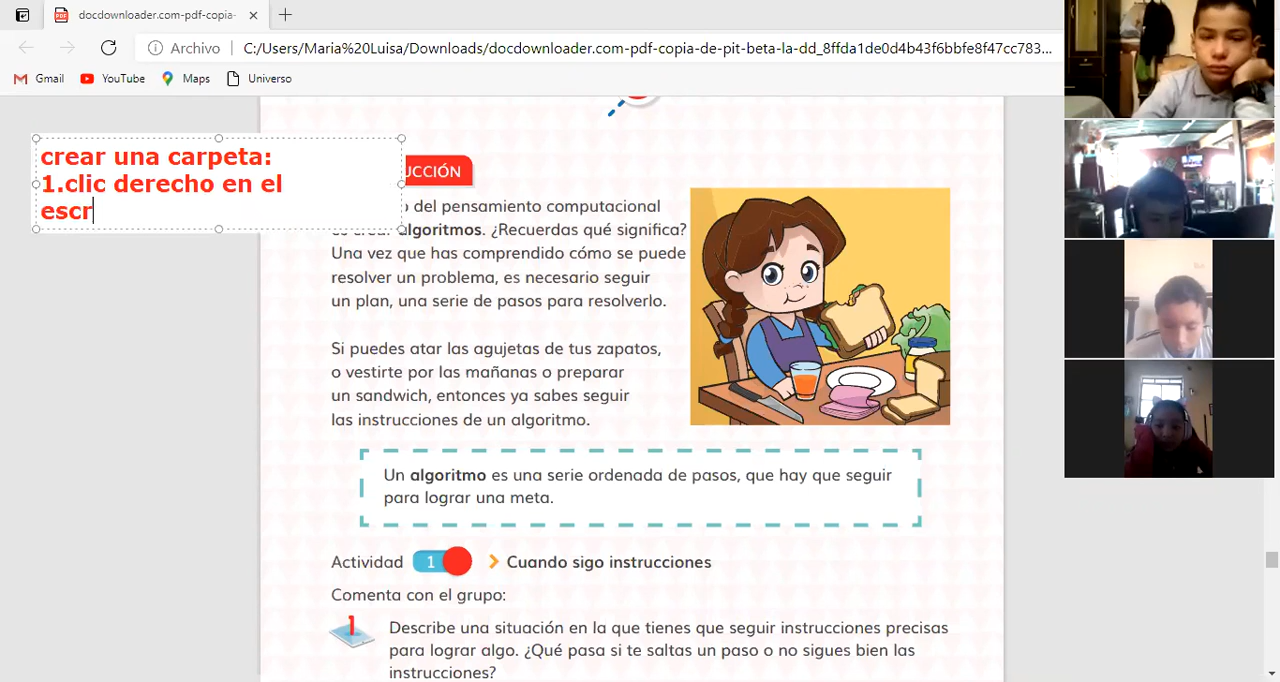 docdownloader.com-pdf-copia-
Archivo C:/Users/Maria%20Luisa/Downloads/docdownloader.com-pdf-copia-de-pit-beta-la-dd_8ffda1de0d4b43f6bbfe8f47cc783...
Gmail YouTube Maps Universo
crear una carpeta:
1.clic derecho en el
escr
UCCIÓN
o del pensamiento computacional
es crear algoritmos. ¿Recuerdas qué significa?
Una vez que has comprendido cómo se puede
resolver un problema, es necesario seguir
un plan, una serie de pasos para resolverlo.
Si puedes atar las agujetas de tus zapatos,
o vestirte por las mañanas o preparar
un sandwich, entonces ya sabes seguir
las instrucciones de un algoritmo.
Un algoritmo es una serie ordenada de pasos, que hay que seguir
para lograr una meta.
Actividad 1 Cuando sigo instrucciones
Comenta con el grupo:
1 Describe una situación en la que tienes que seguir instrucciones precisas
para lograr algo. ¿Qué pasa si te saltas un paso o no sigues bien las
instrucciones?